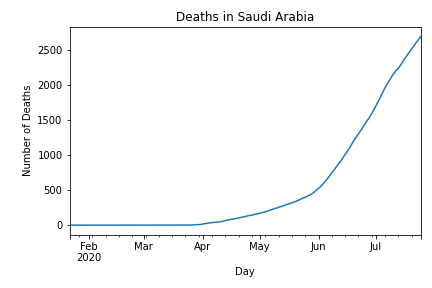 Deaths in Saudi Arabia
Number of Deaths
2500
2000
1500
1000
500
0
Feb Mar Apr May Jun Jul
2020
Day